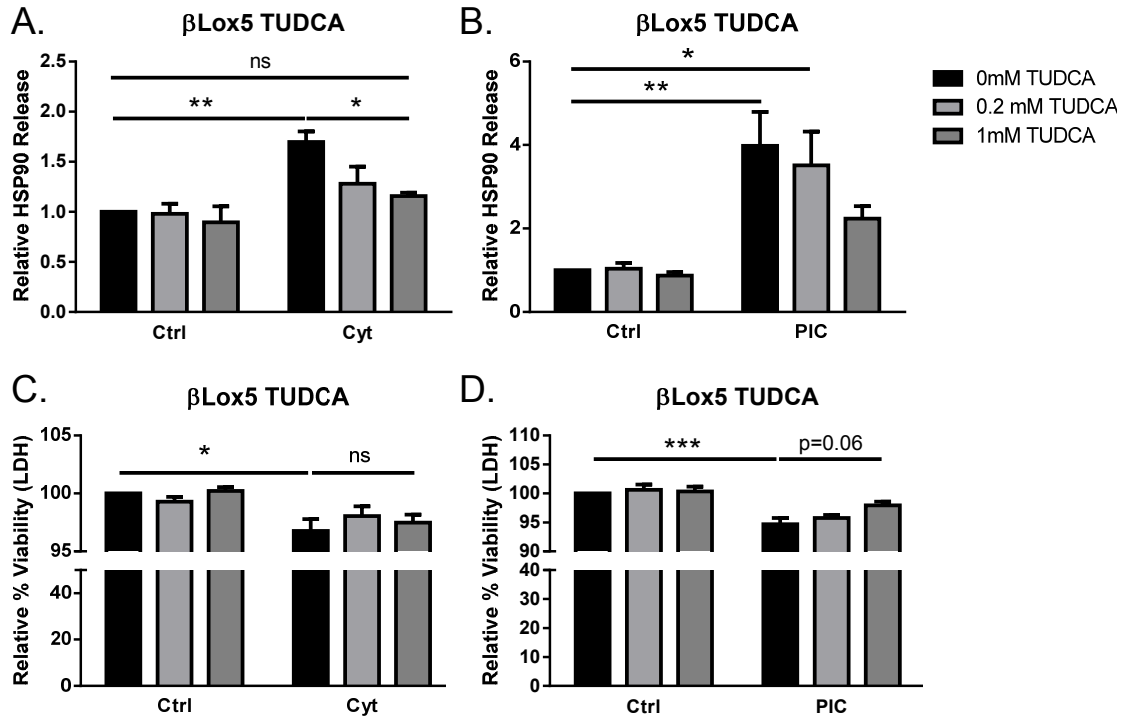 A.
βLox5 TUDCA
Relative HSP90 Release
2.5
2.0
1.5
1.0
0.5
0.0
ns
**
*
Ctrl
Cyt
B.
βLox5 TUDCA
Relative HSP90 Release
6
4
2
0
*
**
Ctrl
PIC
0mM TUDCA
0.2 mM TUDCA
1mM TUDCA
C.
βLox5 TUDCA
Relative % Viability (LDH)
105
100
95
40
20
0
*
ns
Ctrl
Cyt
D.
βLox5 TUDCA
Relative % Viability (LDH)
110
105
100
95
90
40
30
20
10
0
***
p=0.06
Ctrl
PIC